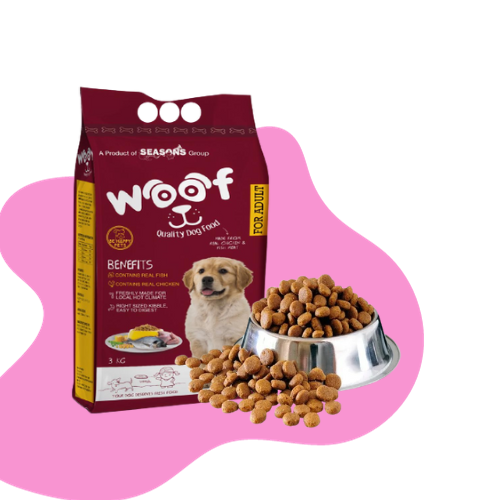 A Product of SEASONS Group
woof
Quality Dog Food
FOR ADULT
BENEFITS
CONTAINS REAL FISH
CONTAINS REAL CHICKEN
FRESHLY MADE FOR
LOCAL HOT CLIMATE
RIGHT SIZED KIBBLE,
EASY TO DIGEST
3 KG